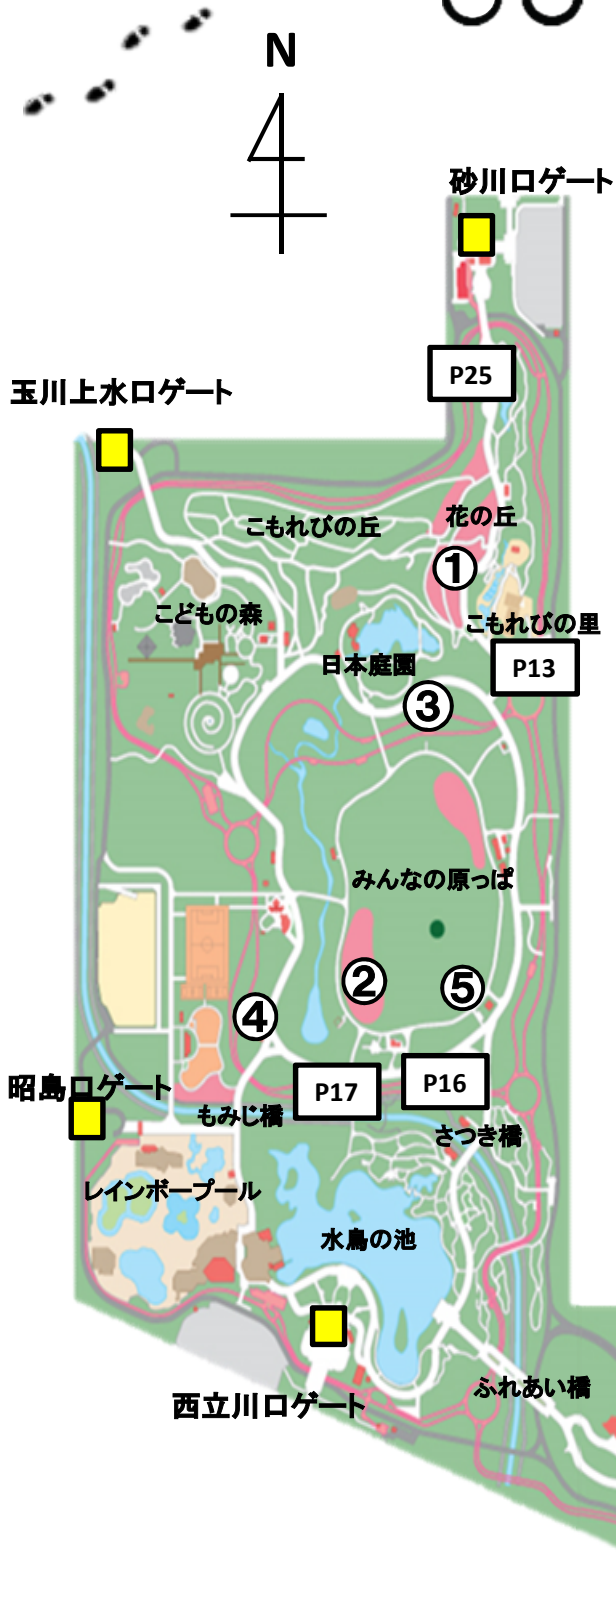 N
砂川口ゲート
P25
玉川上水口ゲート
こもれびの丘
花の丘
①
こどもの森
こもれびの里
日本庭園
P13
③
みんなの原っぱ
②
⑤
④
昭島口ゲート
P17
P16
もみじ橋
さつき橋
レインボープール
水鳥の池
西立川口ゲート
ふれあい橋